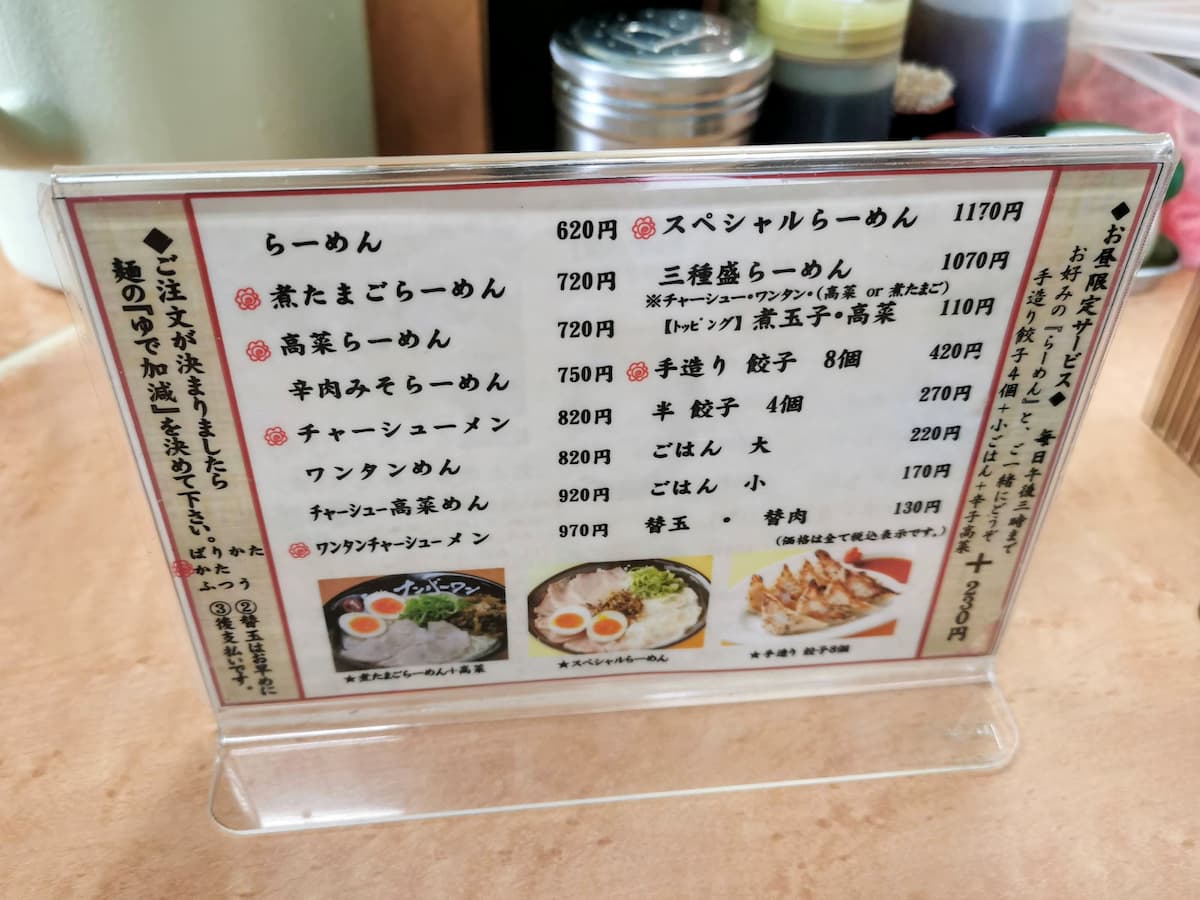 ◆ご注文が決まりましたら
麺の『ゆで加減』を決めて下さい。
ばりかた
かた
ふつう
②替玉はお早めに
③後支払いです。
らーめん 620円
煮たまごらーめん 720円
高菜らーめん 720円
辛肉みそらーめん 750円
チャーシューメン 820円
ワンタンめん 820円
チャーシュー高菜めん 920円
ワンタンチャーシューメン 970円
スペシャルらーめん 1170円
三種盛らーめん 1070円
※チャーシュー・ワンタン・(高菜 or 煮たまご)
【トッピング】煮玉子・高菜 110円
手造り 餃子 8個 420円
半 餃子 4個 270円
ごはん 大 220円
ごはん 小 170円
替玉 ・ 替肉 130円
(価格は全て税込表示です。)
ナンバーワン
★煮たまごらーめん+高菜
★スペシャルらーめん
★手造り 餃子8個
◆お昼限定サービス◆ 毎日午後三時まで
お好みの『らーめん』と、ご一緒にどうぞ
手造り餃子4個+小ごはん+辛子高菜 +230円